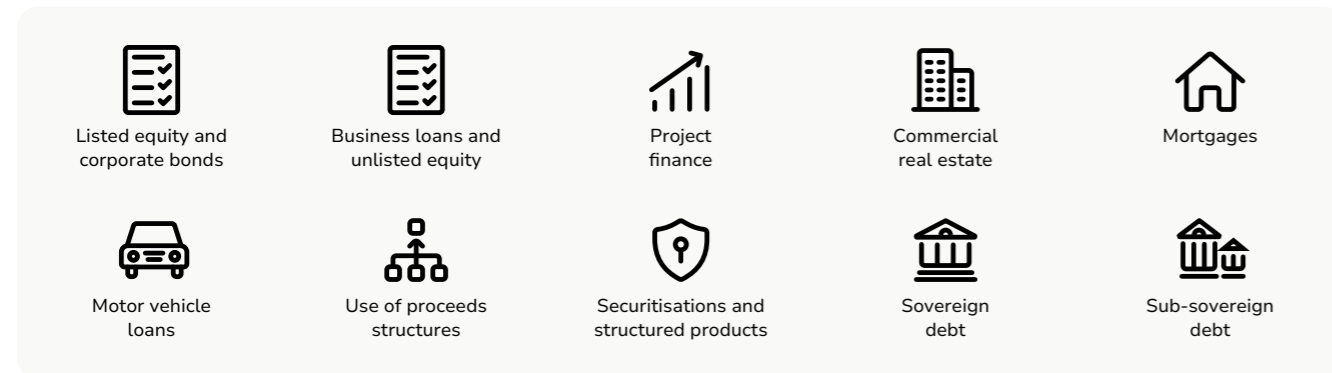 Listed equity and
corporate bonds
Business loans and
unlisted equity
Project
finance
Commercial
real estate
Mortgages
Motor vehicle
loans
Use of proceeds
structures
Securitisations and
structured products
Sovereign
debt
Sub-sovereign
debt